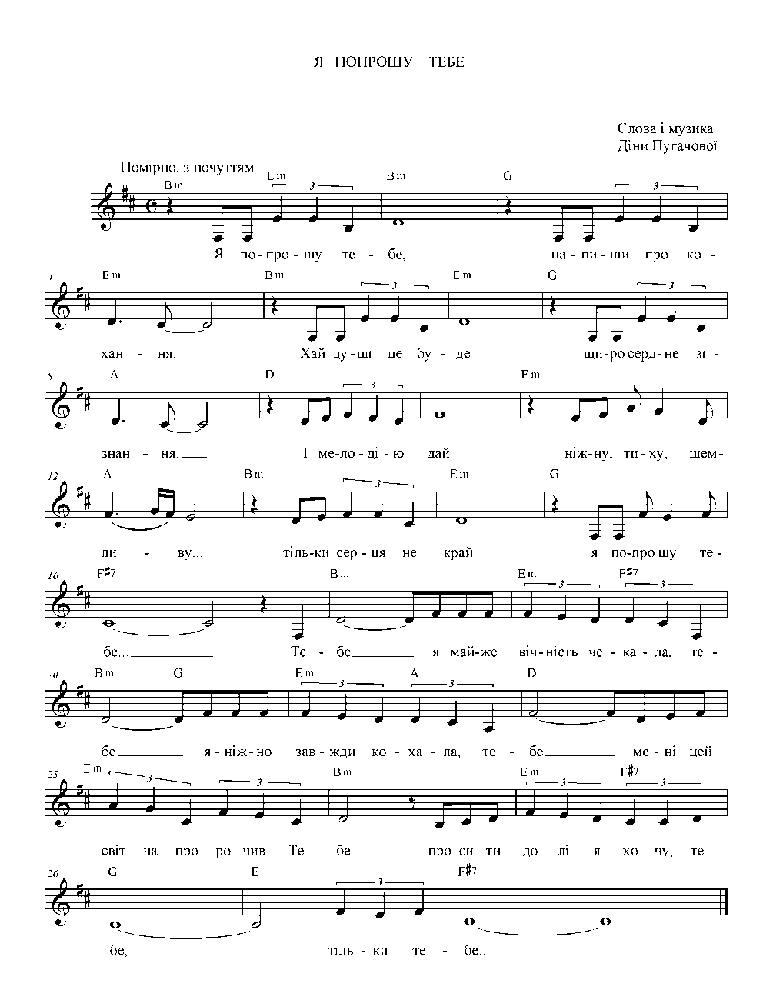 Я ПОПРОШУ ТЕБЕ
Слова і музика
Діни Пугачової
Помірно, з почуттям
Bm Em Bm G
3 3
Я по - про - шу те - бе, на - пи - ши про ко -
1 Em Bm Em G
3 3
хан - ня... Хай ду - ші це бу - де щи - ро серд - не зі -
8 A D Em
3
знан - ня. І ме - ло - ді - ю дай ніж - ну, ти - ху, щем -
12 A Bm Em G
3
ли - ву... тіль - ки сер - ця не край. я по - про шу те -
16 F#7 Bm Em F#7
3 3
бе... Те - бе я май - же віч - ність че - ка - ла, те -
20 Bm G Em A D
3 3
бе я - ніж - но зав - жди ко - ха - ла, те - бе ме - ні цей
23 Em Bm Em F#7
3 3 3 3
світ на - про - ро - чив... Те - бе про - си - ти до - лі я хо - чу, те -
26 G E F#7
3
бе, тіль - ки те - бе...